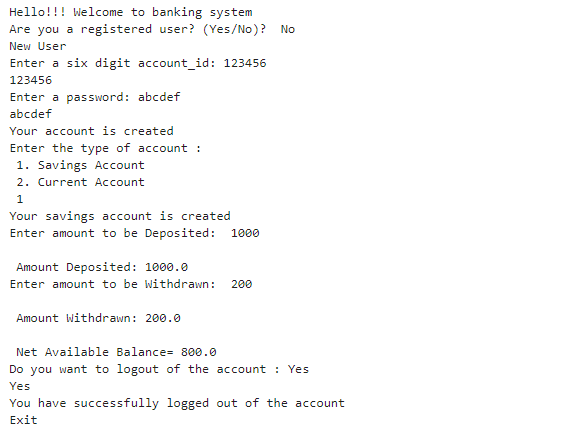 Hello!!! Welcome to banking system
Are you a registered user? (Yes/No)?  No
New User
Enter a six digit account_id: 123456
123456
Enter a password: abcdef
abcdef
Your account is created
Enter the type of account :
 1. Savings Account
 2. Current Account
 1
Your savings account is created
Enter amount to be Deposited:  1000
 Amount Deposited: 1000.0
Enter amount to be Withdrawn:  200
 Amount Withdrawn: 200.0
 Net Available Balance= 800.0
Do you want to logout of the account : Yes
Yes
You have successfully logged out of the account
Exit